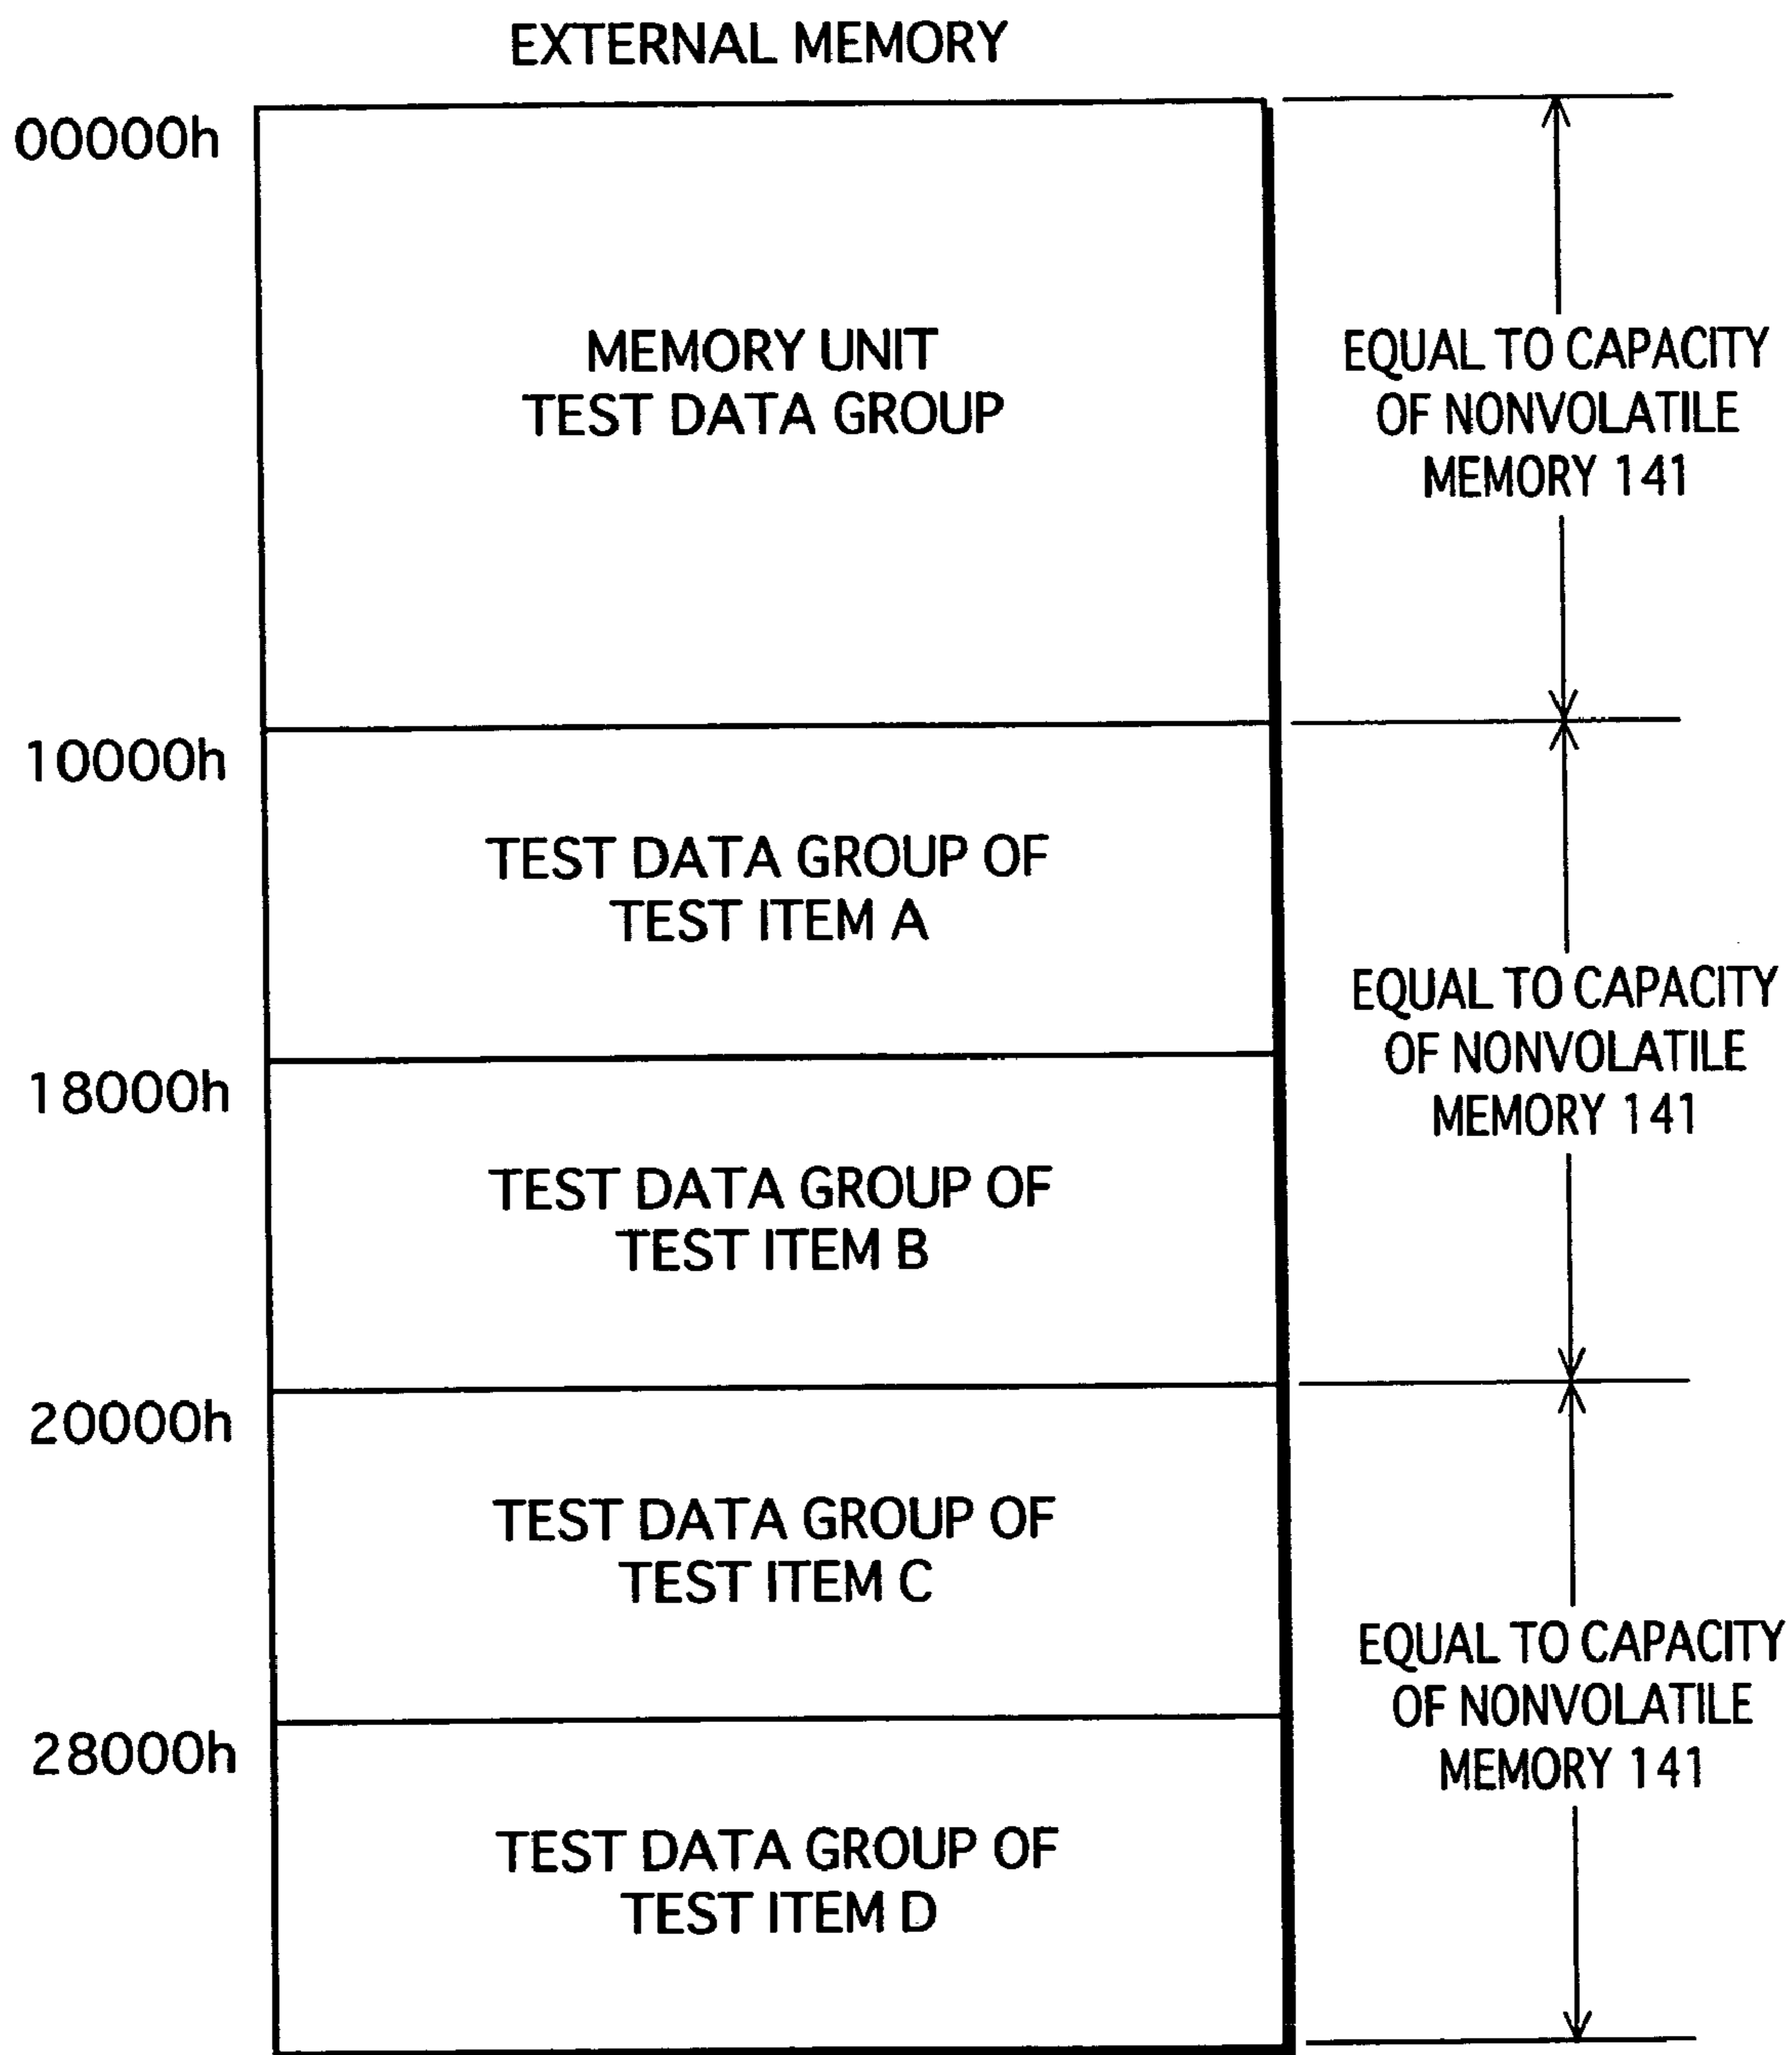 EXTERNAL MEMORY
00000h
MEMORY UNIT
TEST DATA GROUP
EQUAL TO CAPACITY
OF NONVOLATILE
MEMORY 141
10000h
TEST DATA GROUP OF
TEST ITEM A
EQUAL TO CAPACITY
OF NONVOLATILE
MEMORY 141
18000h
TEST DATA GROUP OF
TEST ITEM B
20000h
TEST DATA GROUP OF
TEST ITEM C
EQUAL TO CAPACITY
OF NONVOLATILE
MEMORY 141
28000h
TEST DATA GROUP OF
TEST ITEM D